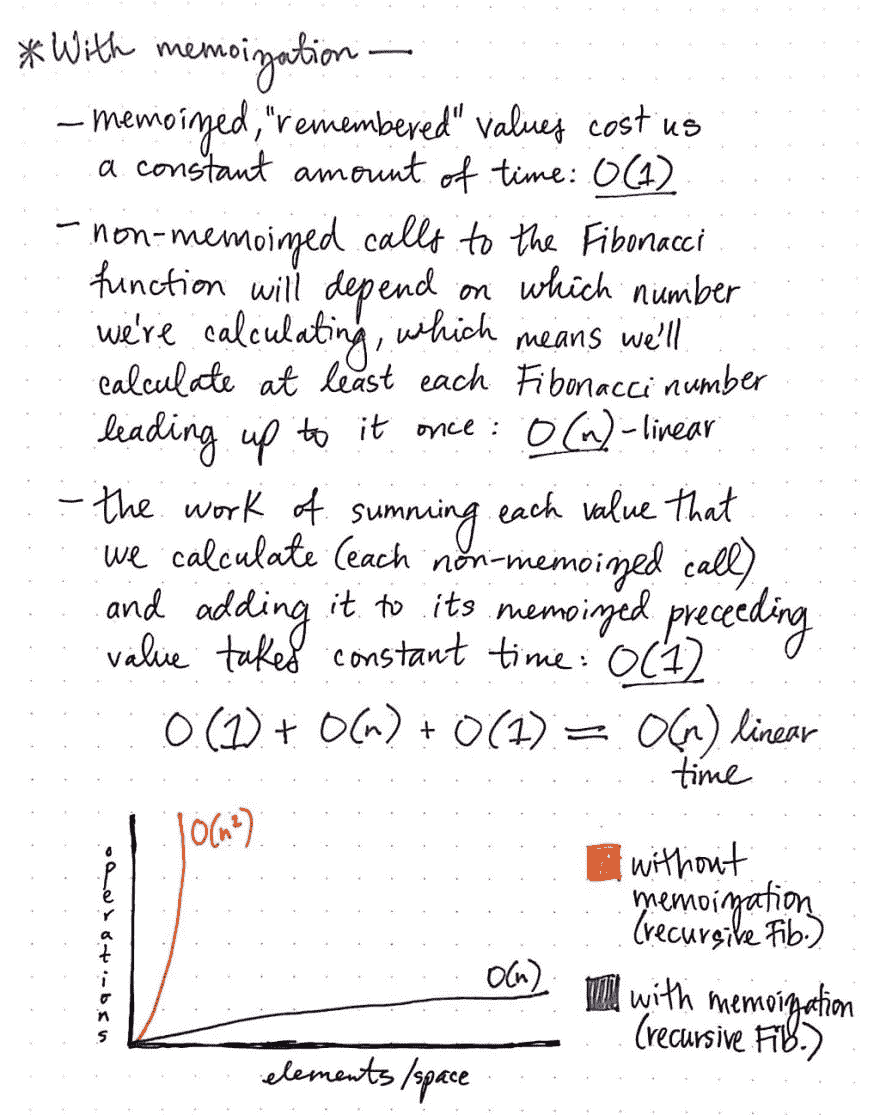 *With memoization —
- memoized, "remembered" values cost us
a constant amount of time: O(1)
- non-memoized calls to the Fibonacci
function will depend on which number
we're calculating, which means we'll
calculate at least each Fibonacci number
leading up to it once: O(n) - linear
- the work of summing each value that
we calculate (each non-memoized call)
and adding it to its memoized preceeding
value takes constant time: O(1)
O(1) + O(n) + O(1) = O(n) linear
time
O(n²)
operations
O(n)
elements/space
without
memoization
(recursive Fib.)
with memoization
(recursive Fib.)